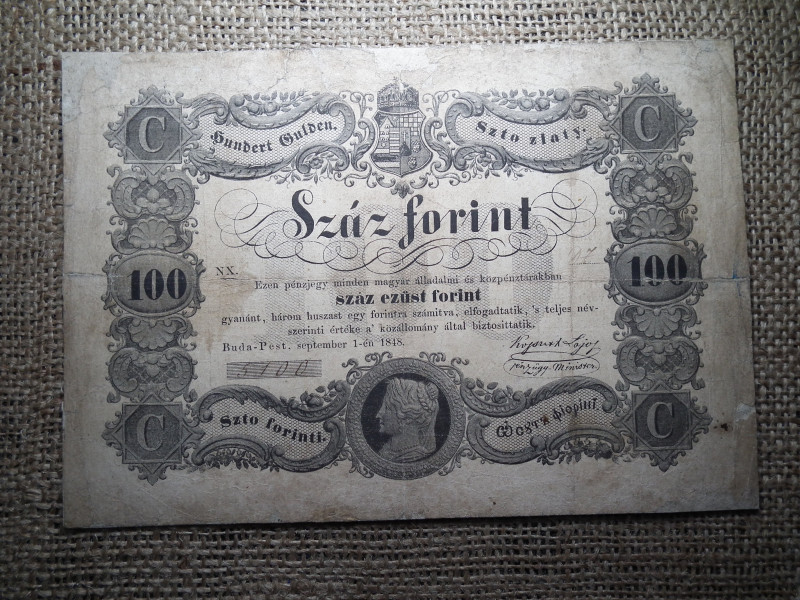 C
Hundert Gulden.
Szto zlaty.
C
Száz forint
100
NX.
100
Ezen pénzjegy minden magyar álladalmi és közpénztárakban
száz ezüst forint
gyanánt, három huszast egy forintra számitva, elfogadtatik, 's teljes név-
szerinti értéke a' közállomány által biztosittatik.
Buda-Pest, september 1-én 1848.
Kossuth Lajos
pénzügy Minister
100
C
Szto forinti.
C